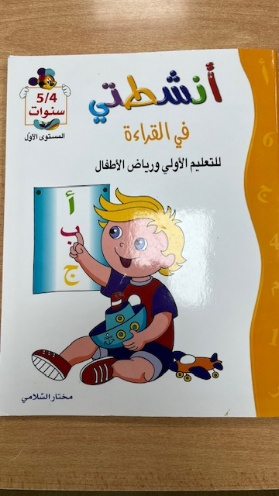 أنشطتي
5/4
سنوات
المستوى الأول
في القراءة
للتعليم الأولي ورياض الأطفال
أ
ب
ج
مختار السلامي